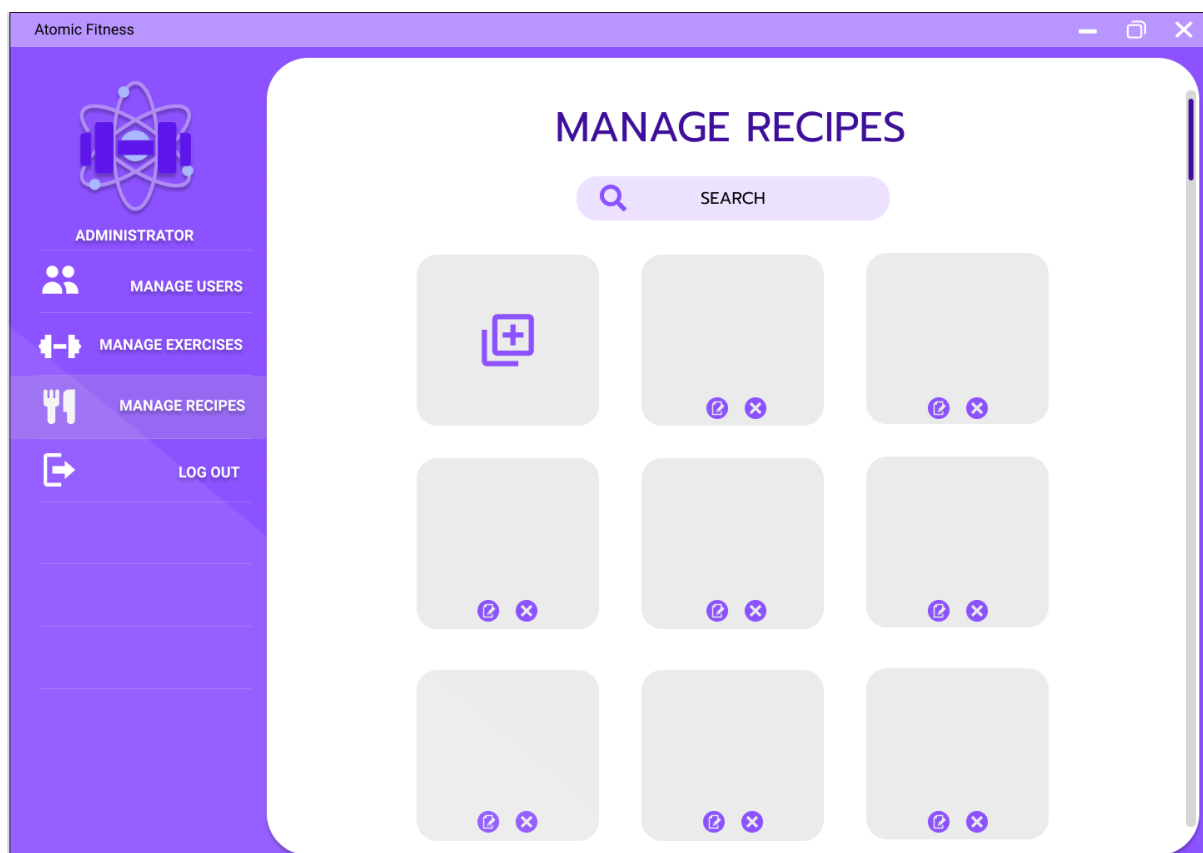 Atomic Fitness
ADMINISTRATOR
MANAGE USERS
MANAGE EXERCISES
MANAGE RECIPES
LOG OUT
MANAGE RECIPES
SEARCH